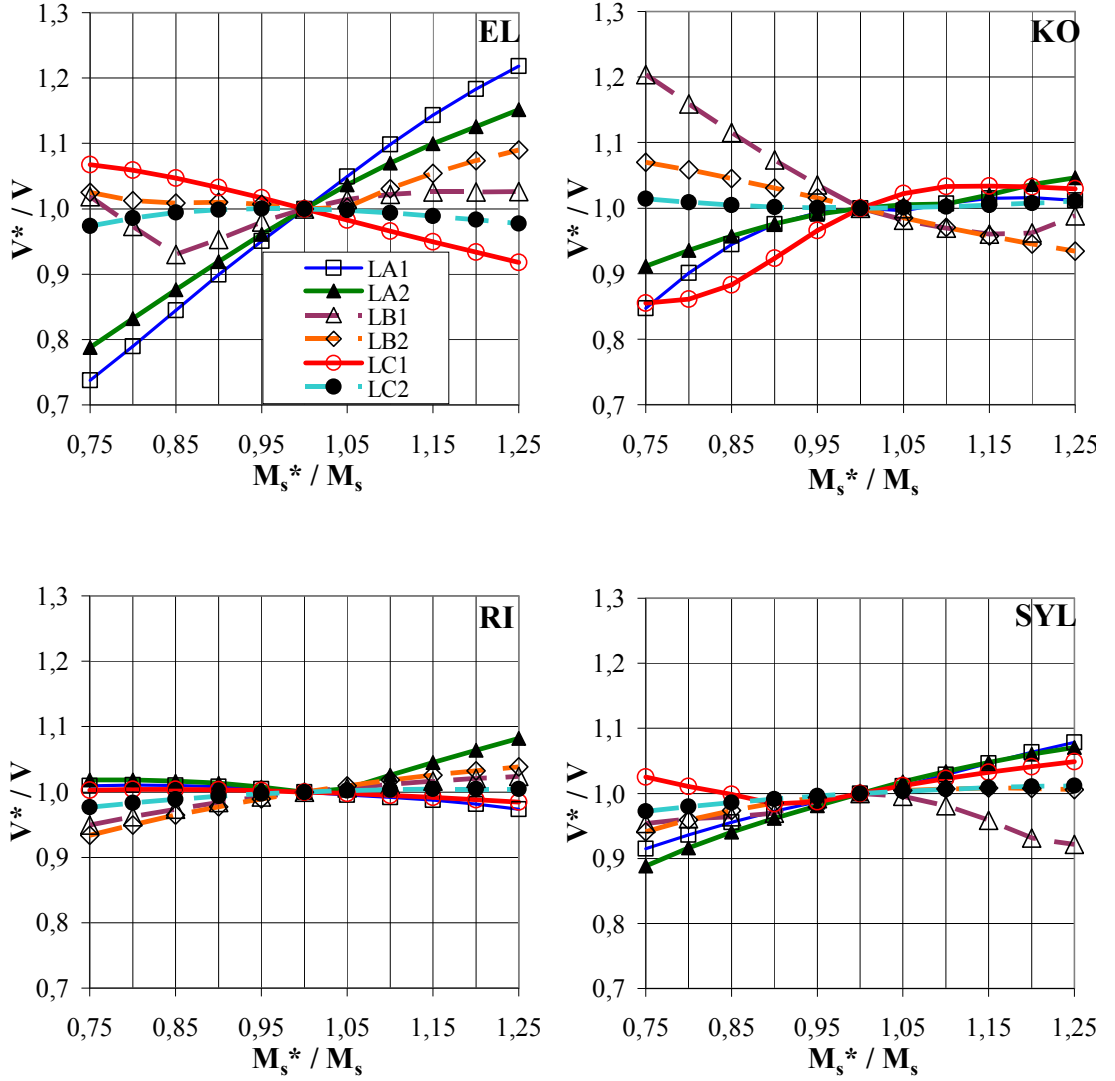 EL
1,3
1,2
1,1
1,0
0,9
0,8
0,7
V* / V
LA1
LA2
LB1
LB2
LC1
LC2
0,75 0,85 0,95 1,05 1,15 1,25
Ms* / Ms
KO
1,3
1,2
1,1
1,0
0,9
0,8
0,7
V* / V
0,75 0,85 0,95 1,05 1,15 1,25
Ms* / Ms
RI
1,3
1,2
1,1
1,0
0,9
0,8
0,7
V* / V
0,75 0,85 0,95 1,05 1,15 1,25
Ms* / Ms
SYL
1,3
1,2
1,1
1,0
0,9
0,8
0,7
V* / V
0,75 0,85 0,95 1,05 1,15 1,25
Ms* / Ms